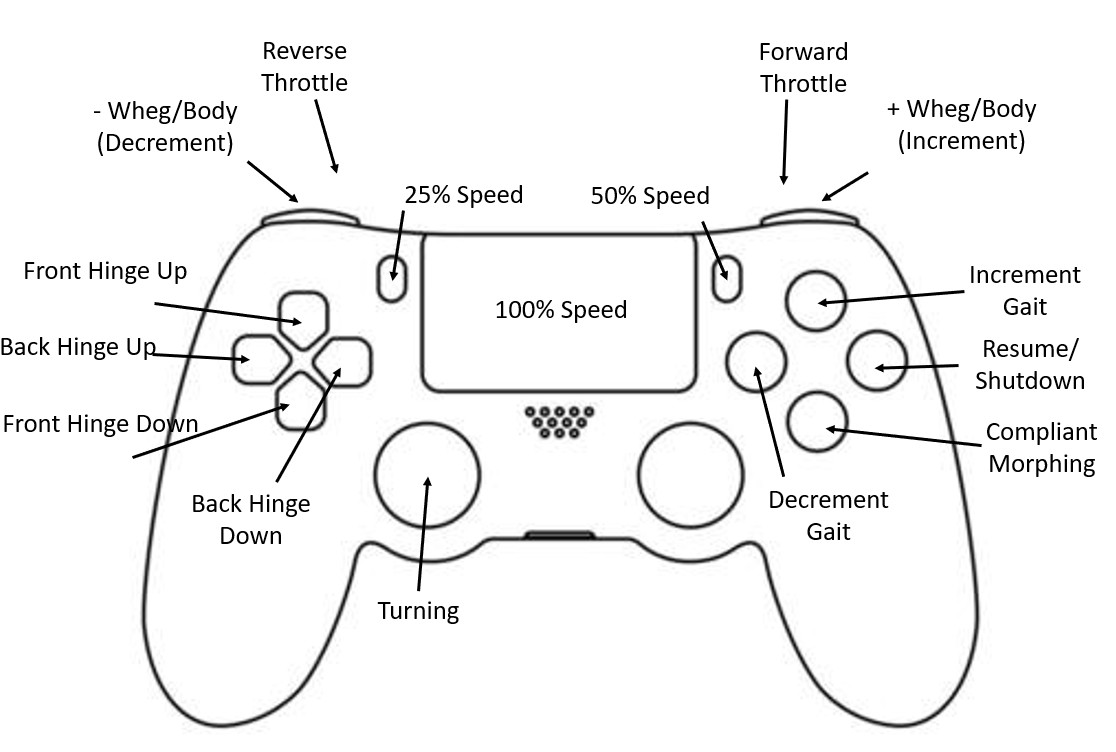 Reverse
Throttle
Forward
Throttle
- Wheg/Body
(Decrement)
+ Wheg/Body
(Increment)
25% Speed
50% Speed
Front Hinge Up
100% Speed
Increment
Gait
Back Hinge Up
Resume/
Shutdown
Front Hinge Down
Compliant
Morphing
Back Hinge
Down
Decrement
Gait
Turning